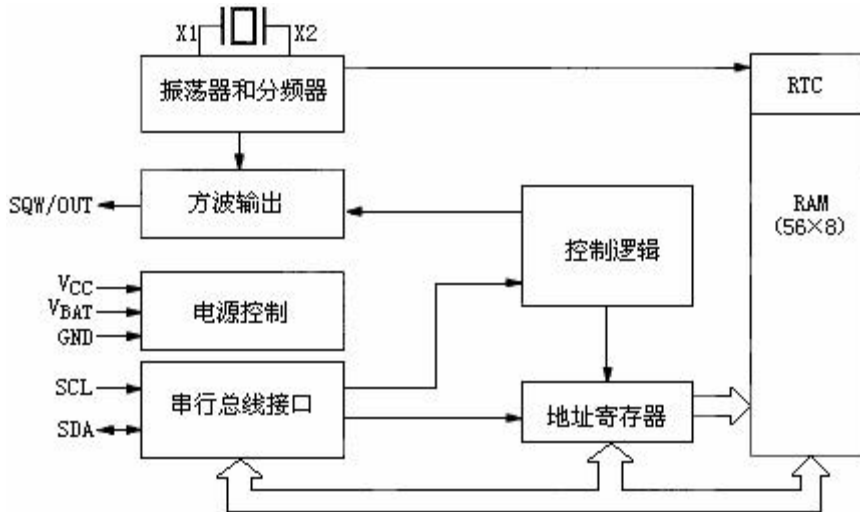 X1
X2
振荡器和分频器
RTC
方波输出
SQW/OUT
RAM
(56×8)
控制逻辑
VCC
VBAT
GND
电源控制
SCL
SDA
串行总线接口
地址寄存器